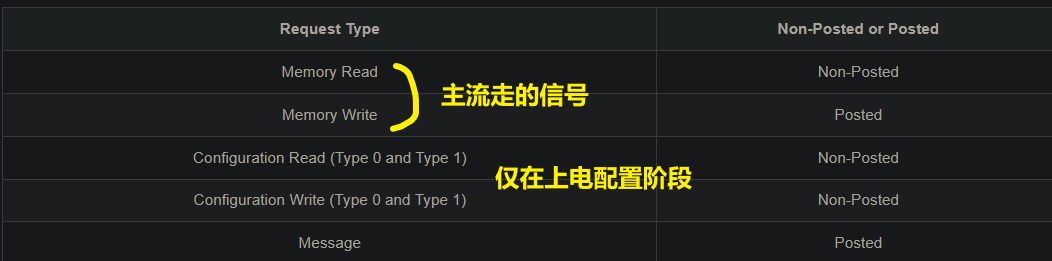 Request Type Non-Posted or Posted
Memory Read Non-Posted
主流走的信号
Memory Write Posted
Configuration Read (Type 0 and Type 1) Non-Posted
仅在上电配置阶段
Configuration Write (Type 0 and Type 1) Non-Posted
Message Posted